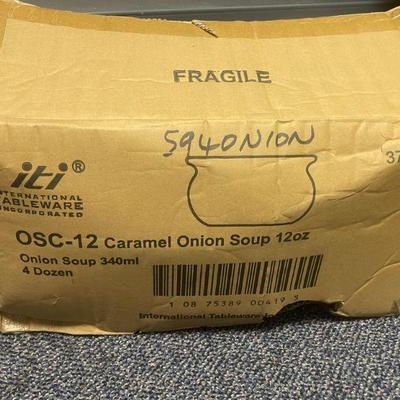 FRAGILE
594ONION
iti®
INTERNATIONAL
TABLEWARE
INCORPORATED
37
OSC-12 Caramel Onion Soup 12oz
Onion Soup 340ml
4 Dozen
1 08 75389 00419 3
International Tableware